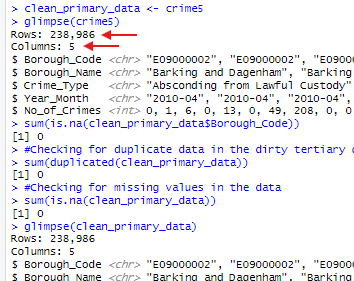 > clean_primary_data <- crime5
> glimpse(crime5)
Rows: 238,986
Columns: 5
$ Borough_Code <chr> "E09000002", "E09000002", "E0900
$ Borough_Name <chr> "Barking and Dagenham", "Barking
$ Crime_Type <chr> "Absconding from Lawful Custody"
$ Year_Month <chr> "2010-04", "2010-04", "2010-04",
$ No_of_Crimes <int> 0, 1, 6, 0, 13, 0, 49, 208, 0, 0
> sum(is.na(clean_primary_data$Borough_Code))
[1] 0
> #Checking for duplicate data in the dirty tertiary d
> sum(duplicated(clean_primary_data))
[1] 0
> #Checking for missing values in the data
> sum(is.na(clean_primary_data))
[1] 0
> glimpse(clean_primary_data)
Rows: 238,986
Columns: 5
$ Borough_Code <chr> "E09000002", "E09000002", "E0900
$ Borough_Name <chr> "Barking and Dagenham", "Barking